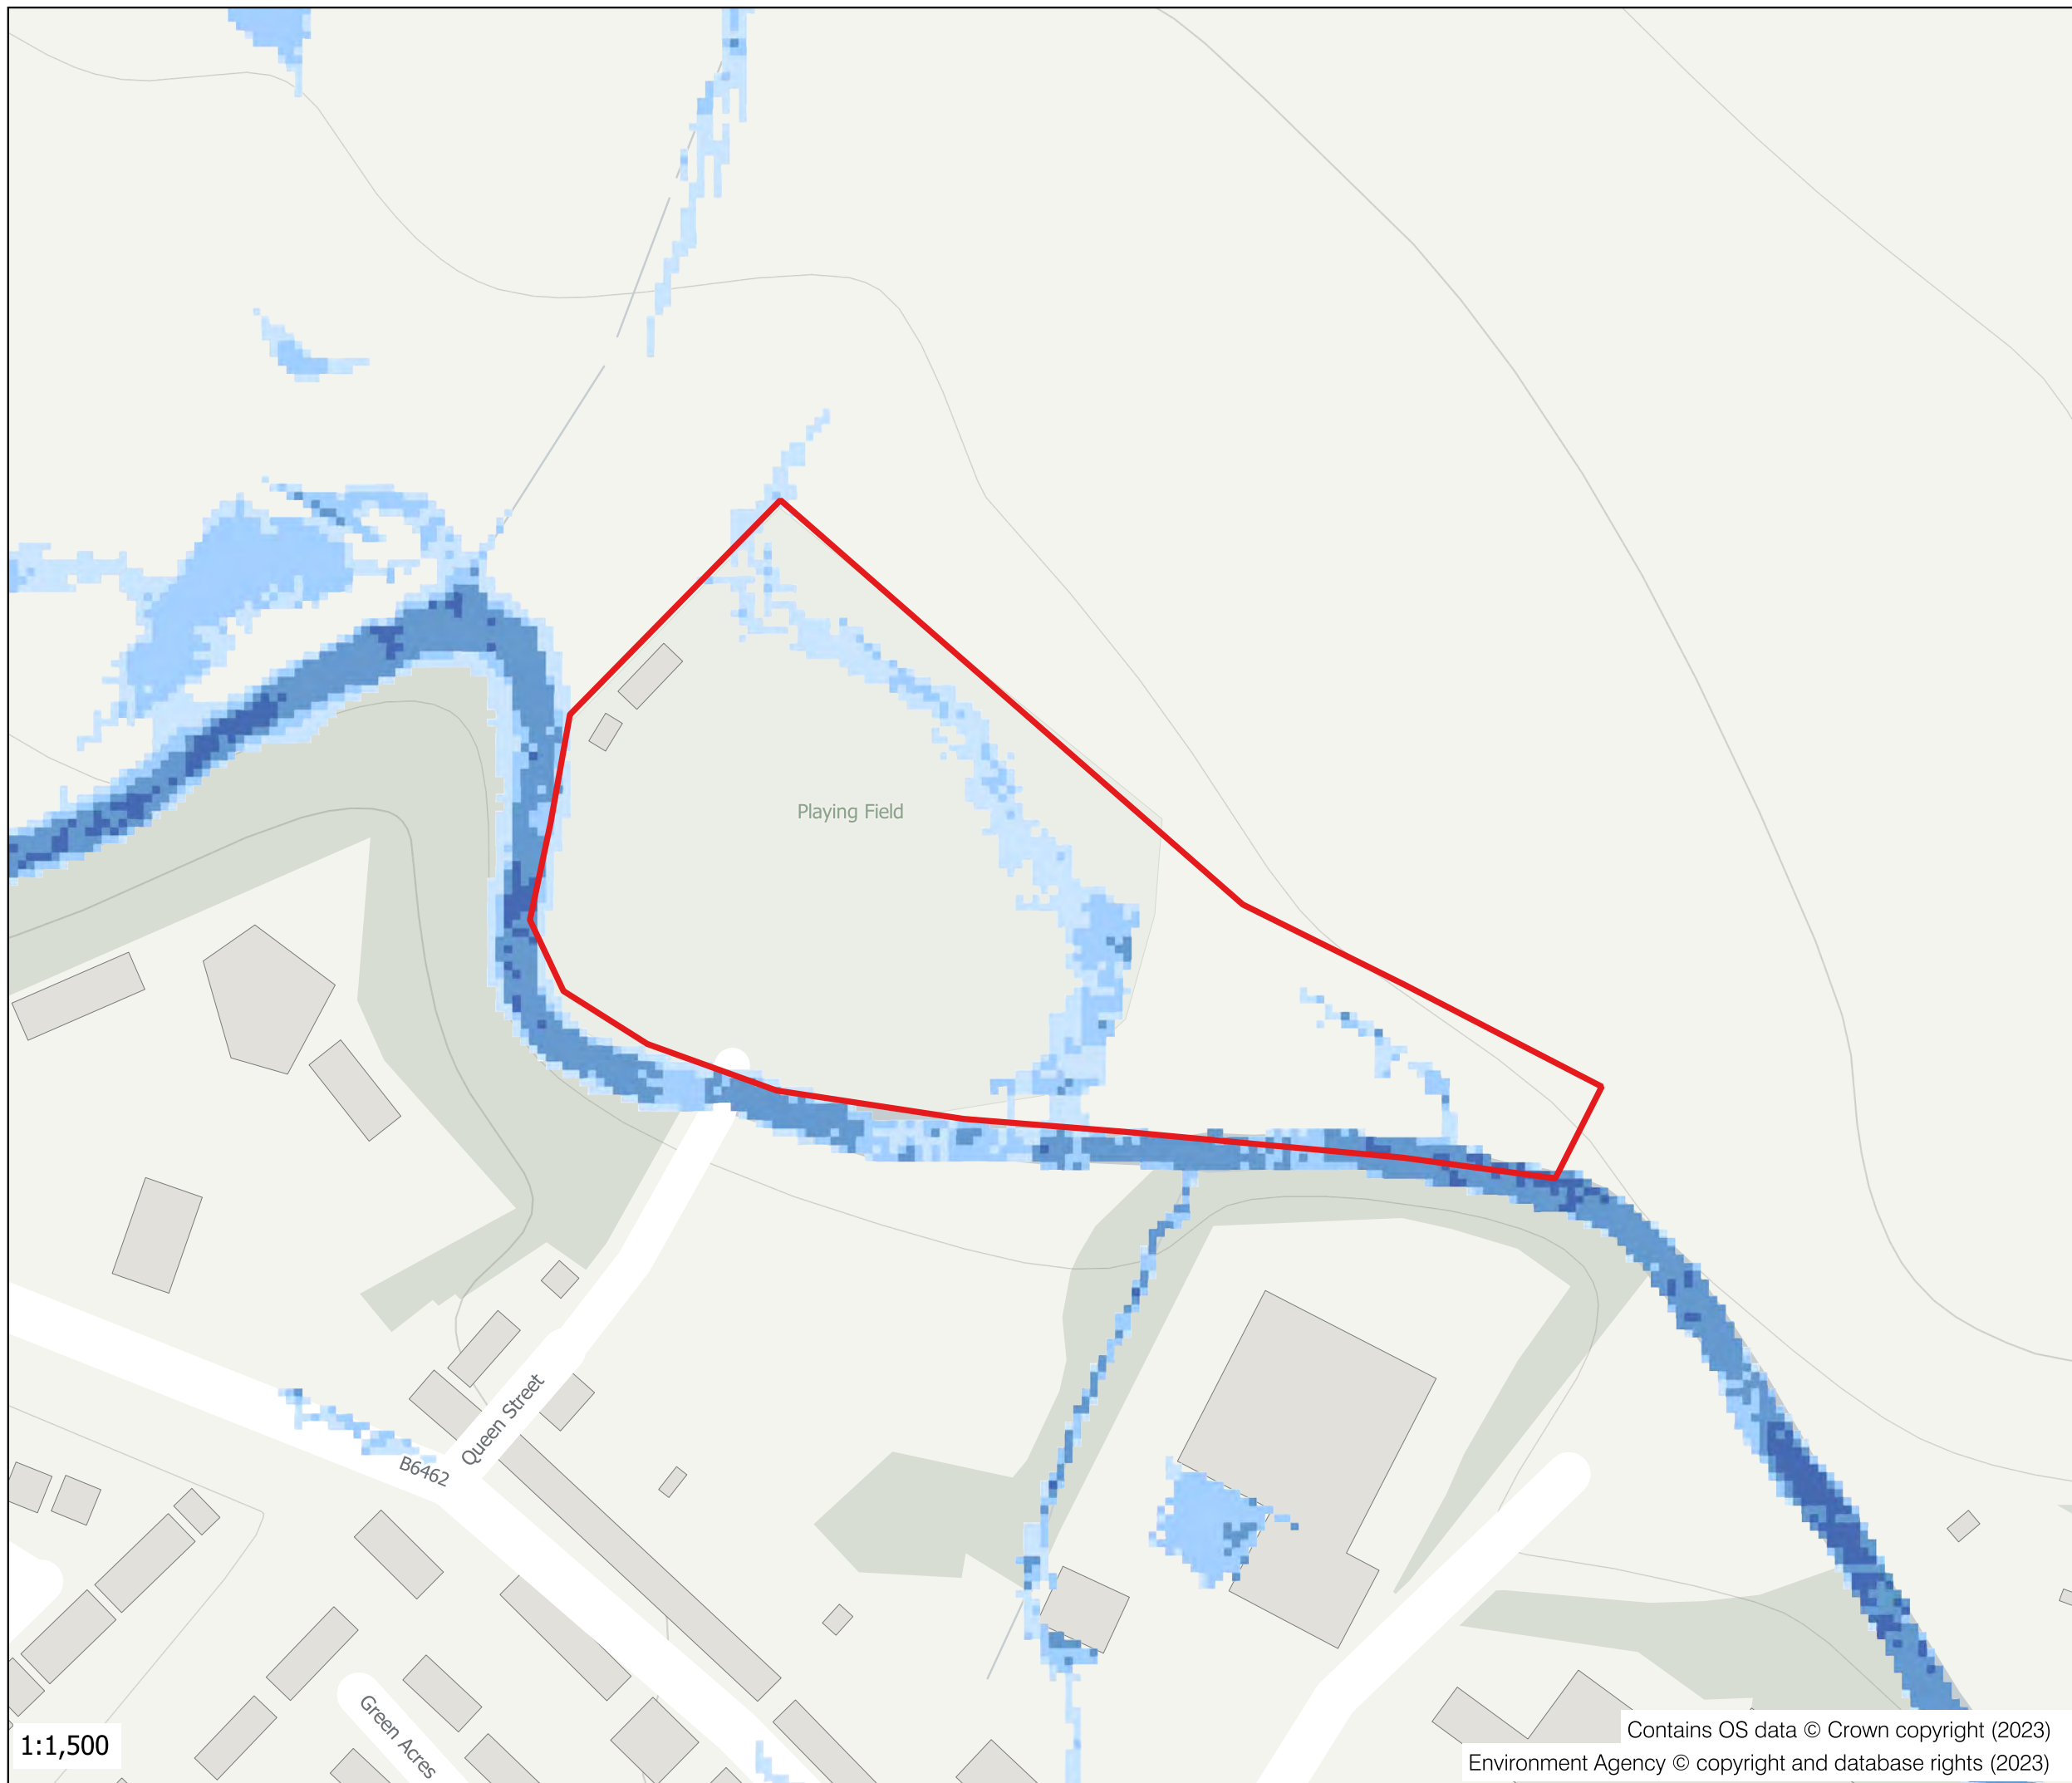 Playing Field
Queen Street
B6462
Green Acres
1:1,500
Contains OS data © Crown copyright (2023)
Environment Agency © copyright and database rights (2023)